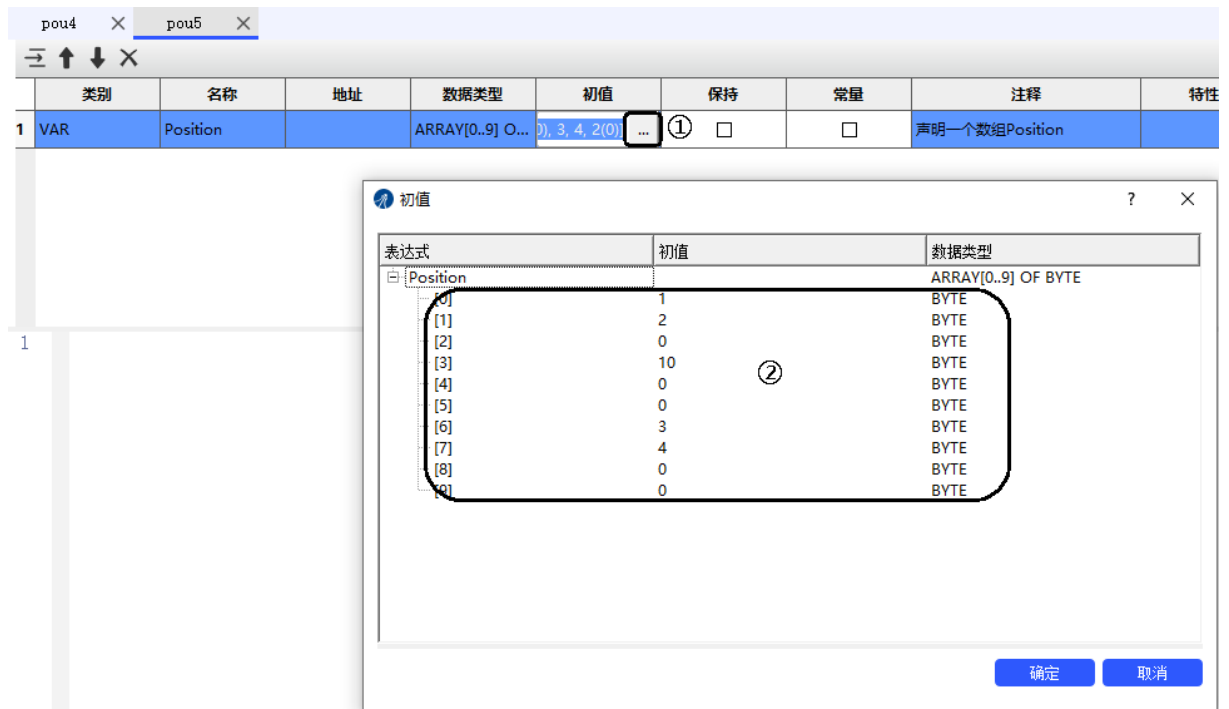 pou4 pou5
类别 名称 地址 数据类型 初值 保持 常量 注释 特性
1 VAR Position ARRAY[0..9] O... 0), 3, 4, 2(0)] ... ① 声明一个数组Position
初值 ?
表达式 初值 数据类型
Position ARRAY[0..9] OF BYTE
[0] 1 BYTE
[1] 2 BYTE
1 [2] 0 BYTE
[3] 10 ② BYTE
[4] 0 BYTE
[5] 0 BYTE
[6] 3 BYTE
[7] 4 BYTE
[8] 0 BYTE
[9] 0 BYTE
确定 取消